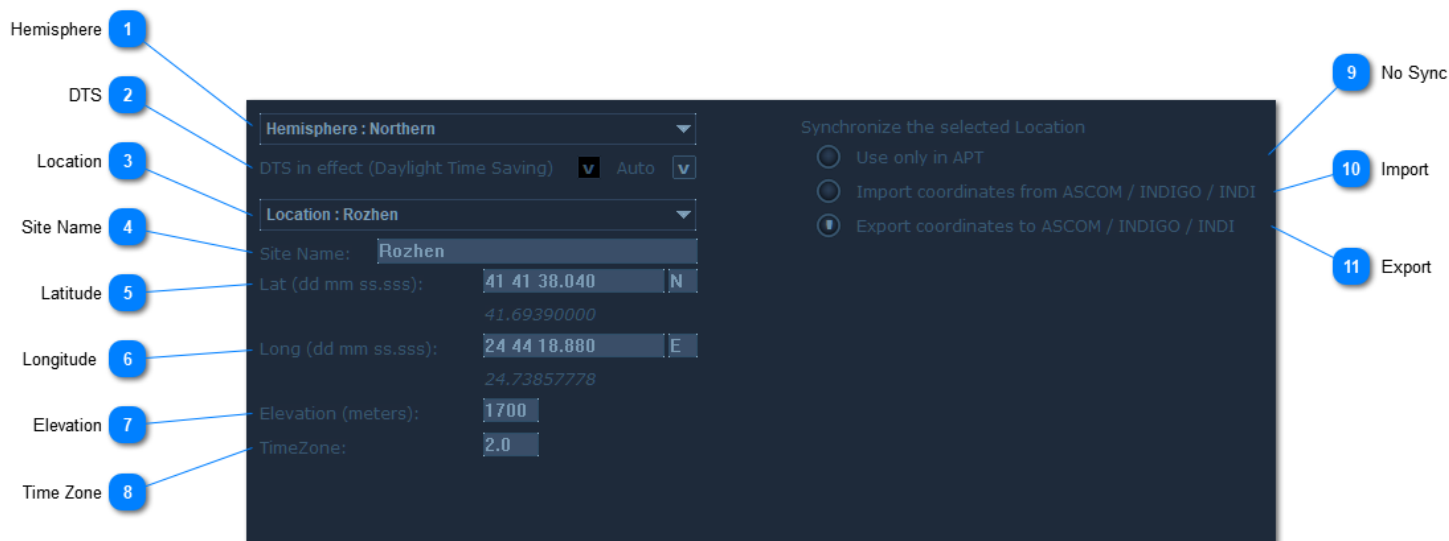 Hemisphere 1
DTS 2
Location 3
Site Name 4
Latitude 5
Longitude 6
Elevation 7
Time Zone 8
Hemisphere : Northern
DTS in effect (Daylight Time Saving) v Auto v
Location : Rozhen
Site Name: Rozhen
Lat (dd mm ss.sss): 41 41 38.040 N
41.69390000
Long (dd mm ss.sss): 24 44 18.880 E
24.73857778
Elevation (meters): 1700
TimeZone: 2.0
Synchronize the selected Location
Use only in APT
Import coordinates from ASCOM / INDIGO / INDI
Export coordinates to ASCOM / INDIGO / INDI
9 No Sync
10 Import
11 Export